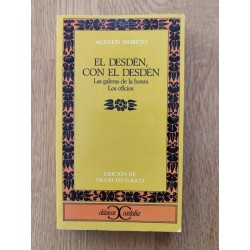 AGUSTÍN MORETO
EL DESDÉN,
CON EL DESDÉN
Las galeras de la honra
Los oficios
EDICIÓN DE
FRANCISCO RICO
clásicos castalia